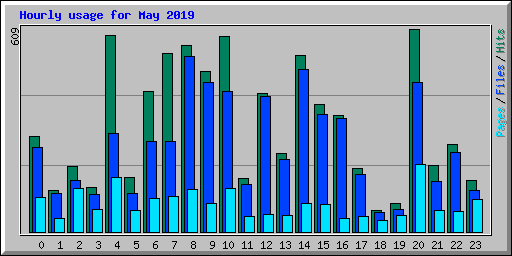 Hourly usage for May 2019
609
Pages / Files / Hits
0 1 2 3 4 5 6 7 8 9 10 11 12 13 14 15 16 17 18 19 20 21 22 23